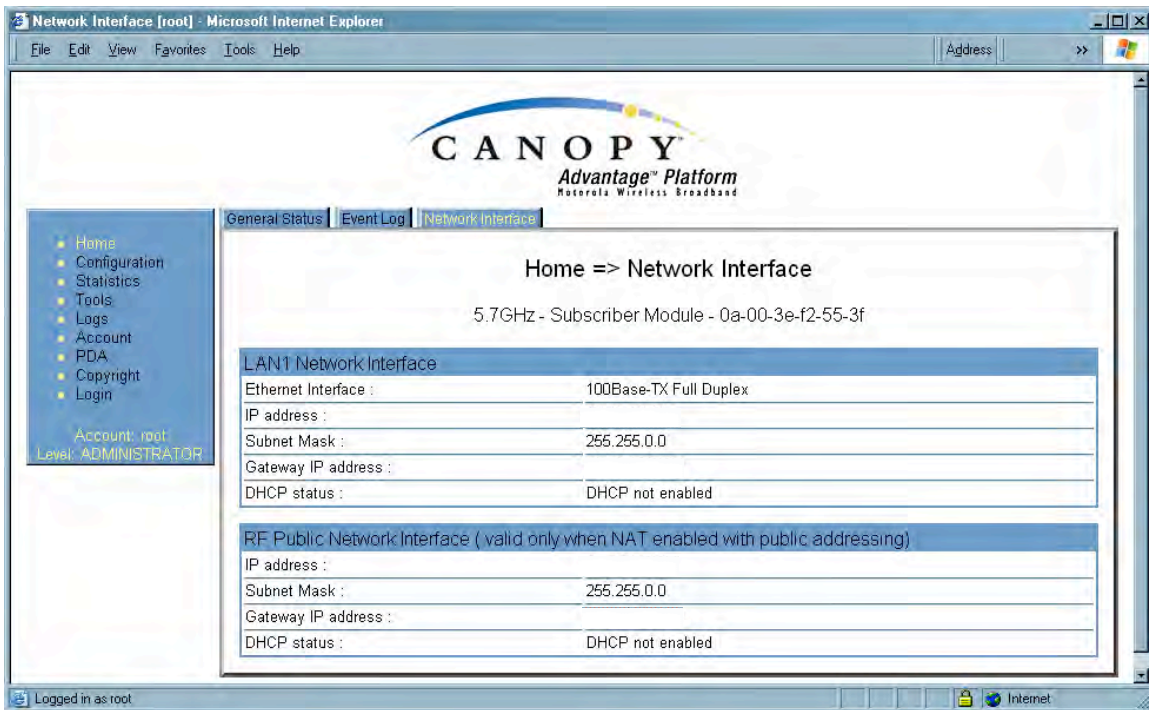 Network Interface [root] - Microsoft Internet Explorer
File Edit View Favorites Tools Help Address »
CANOPY™
Advantage™ Platform
Motorola Wireless Broadband
General Status Event Log Network Interface
Home
Configuration
Statistics
Tools
Logs
Account
PDA
Copyright
Login
Account: root
Level: ADMINISTRATOR
Home => Network Interface
5.7GHz - Subscriber Module - 0a-00-3e-f2-55-3f
LAN1 Network Interface
Ethernet Interface : 100Base-TX Full Duplex
IP address :
Subnet Mask : 255.255.0.0
Gateway IP address :
DHCP status : DHCP not enabled
RF Public Network Interface ( valid only when NAT enabled with public addressing)
IP address :
Subnet Mask : 255.255.0.0
Gateway IP address :
DHCP status : DHCP not enabled
Logged in as root Internet